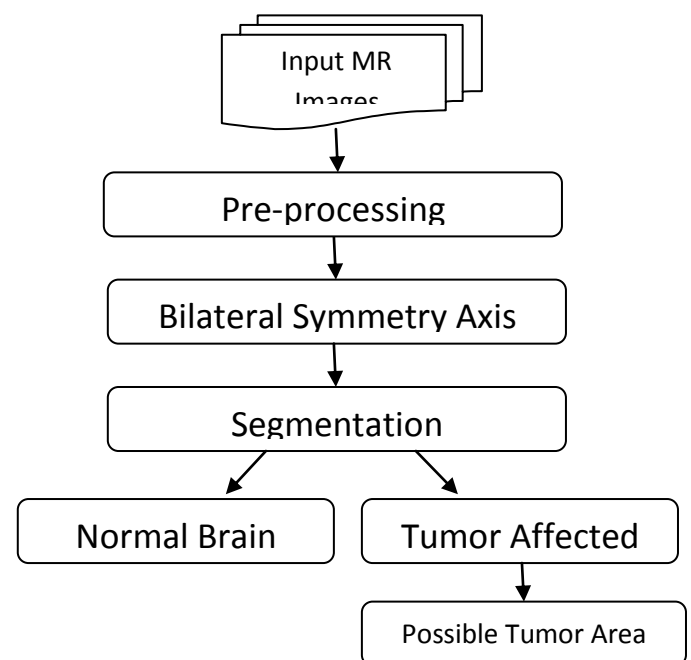 Input MR
Images
Pre-processing
Bilateral Symmetry Axis
Segmentation
Normal Brain
Tumor Affected
Possible Tumor Area